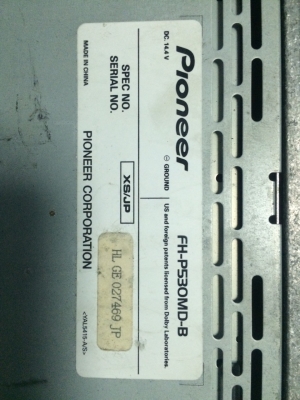 Pioneer FH-P530MD-B
DC. 14.4 V ⊖ GROUND US and foreign patents licensed from Dolby Laboratories.
SPEC NO. XS/JP
SERIAL NO. HL GE 027469 JP
MADE IN CHINA PIONEER CORPORATION <YAL5415-A/S>